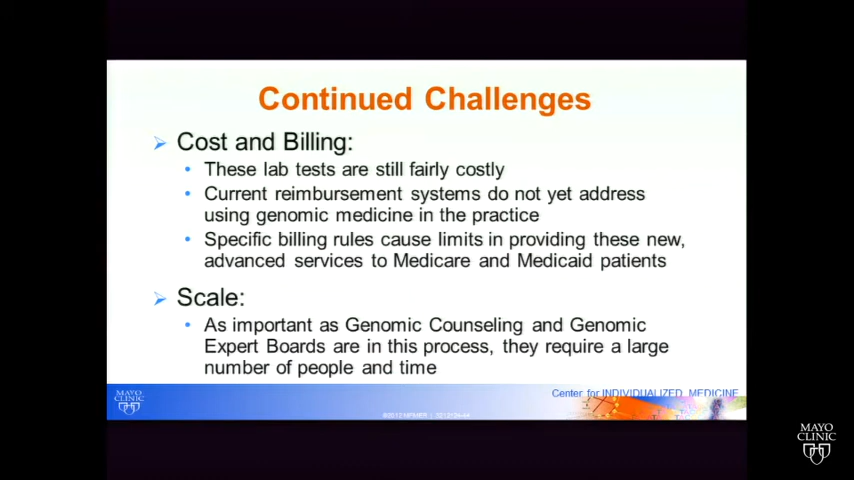 Continued Challenges
Cost and Billing:
These lab tests are still fairly costly
Current reimbursement systems do not yet address
using genomic medicine in the practice
Specific billing rules cause limits in providing these new,
advanced services to Medicare and Medicaid patients
Scale:
As important as Genomic Counseling and Genomic
Expert Boards are in this process, they require a large
number of people and time
MAYO
CLINIC
Center for INDIVIDUALIZED MEDICINE
MAYO
CLINIC